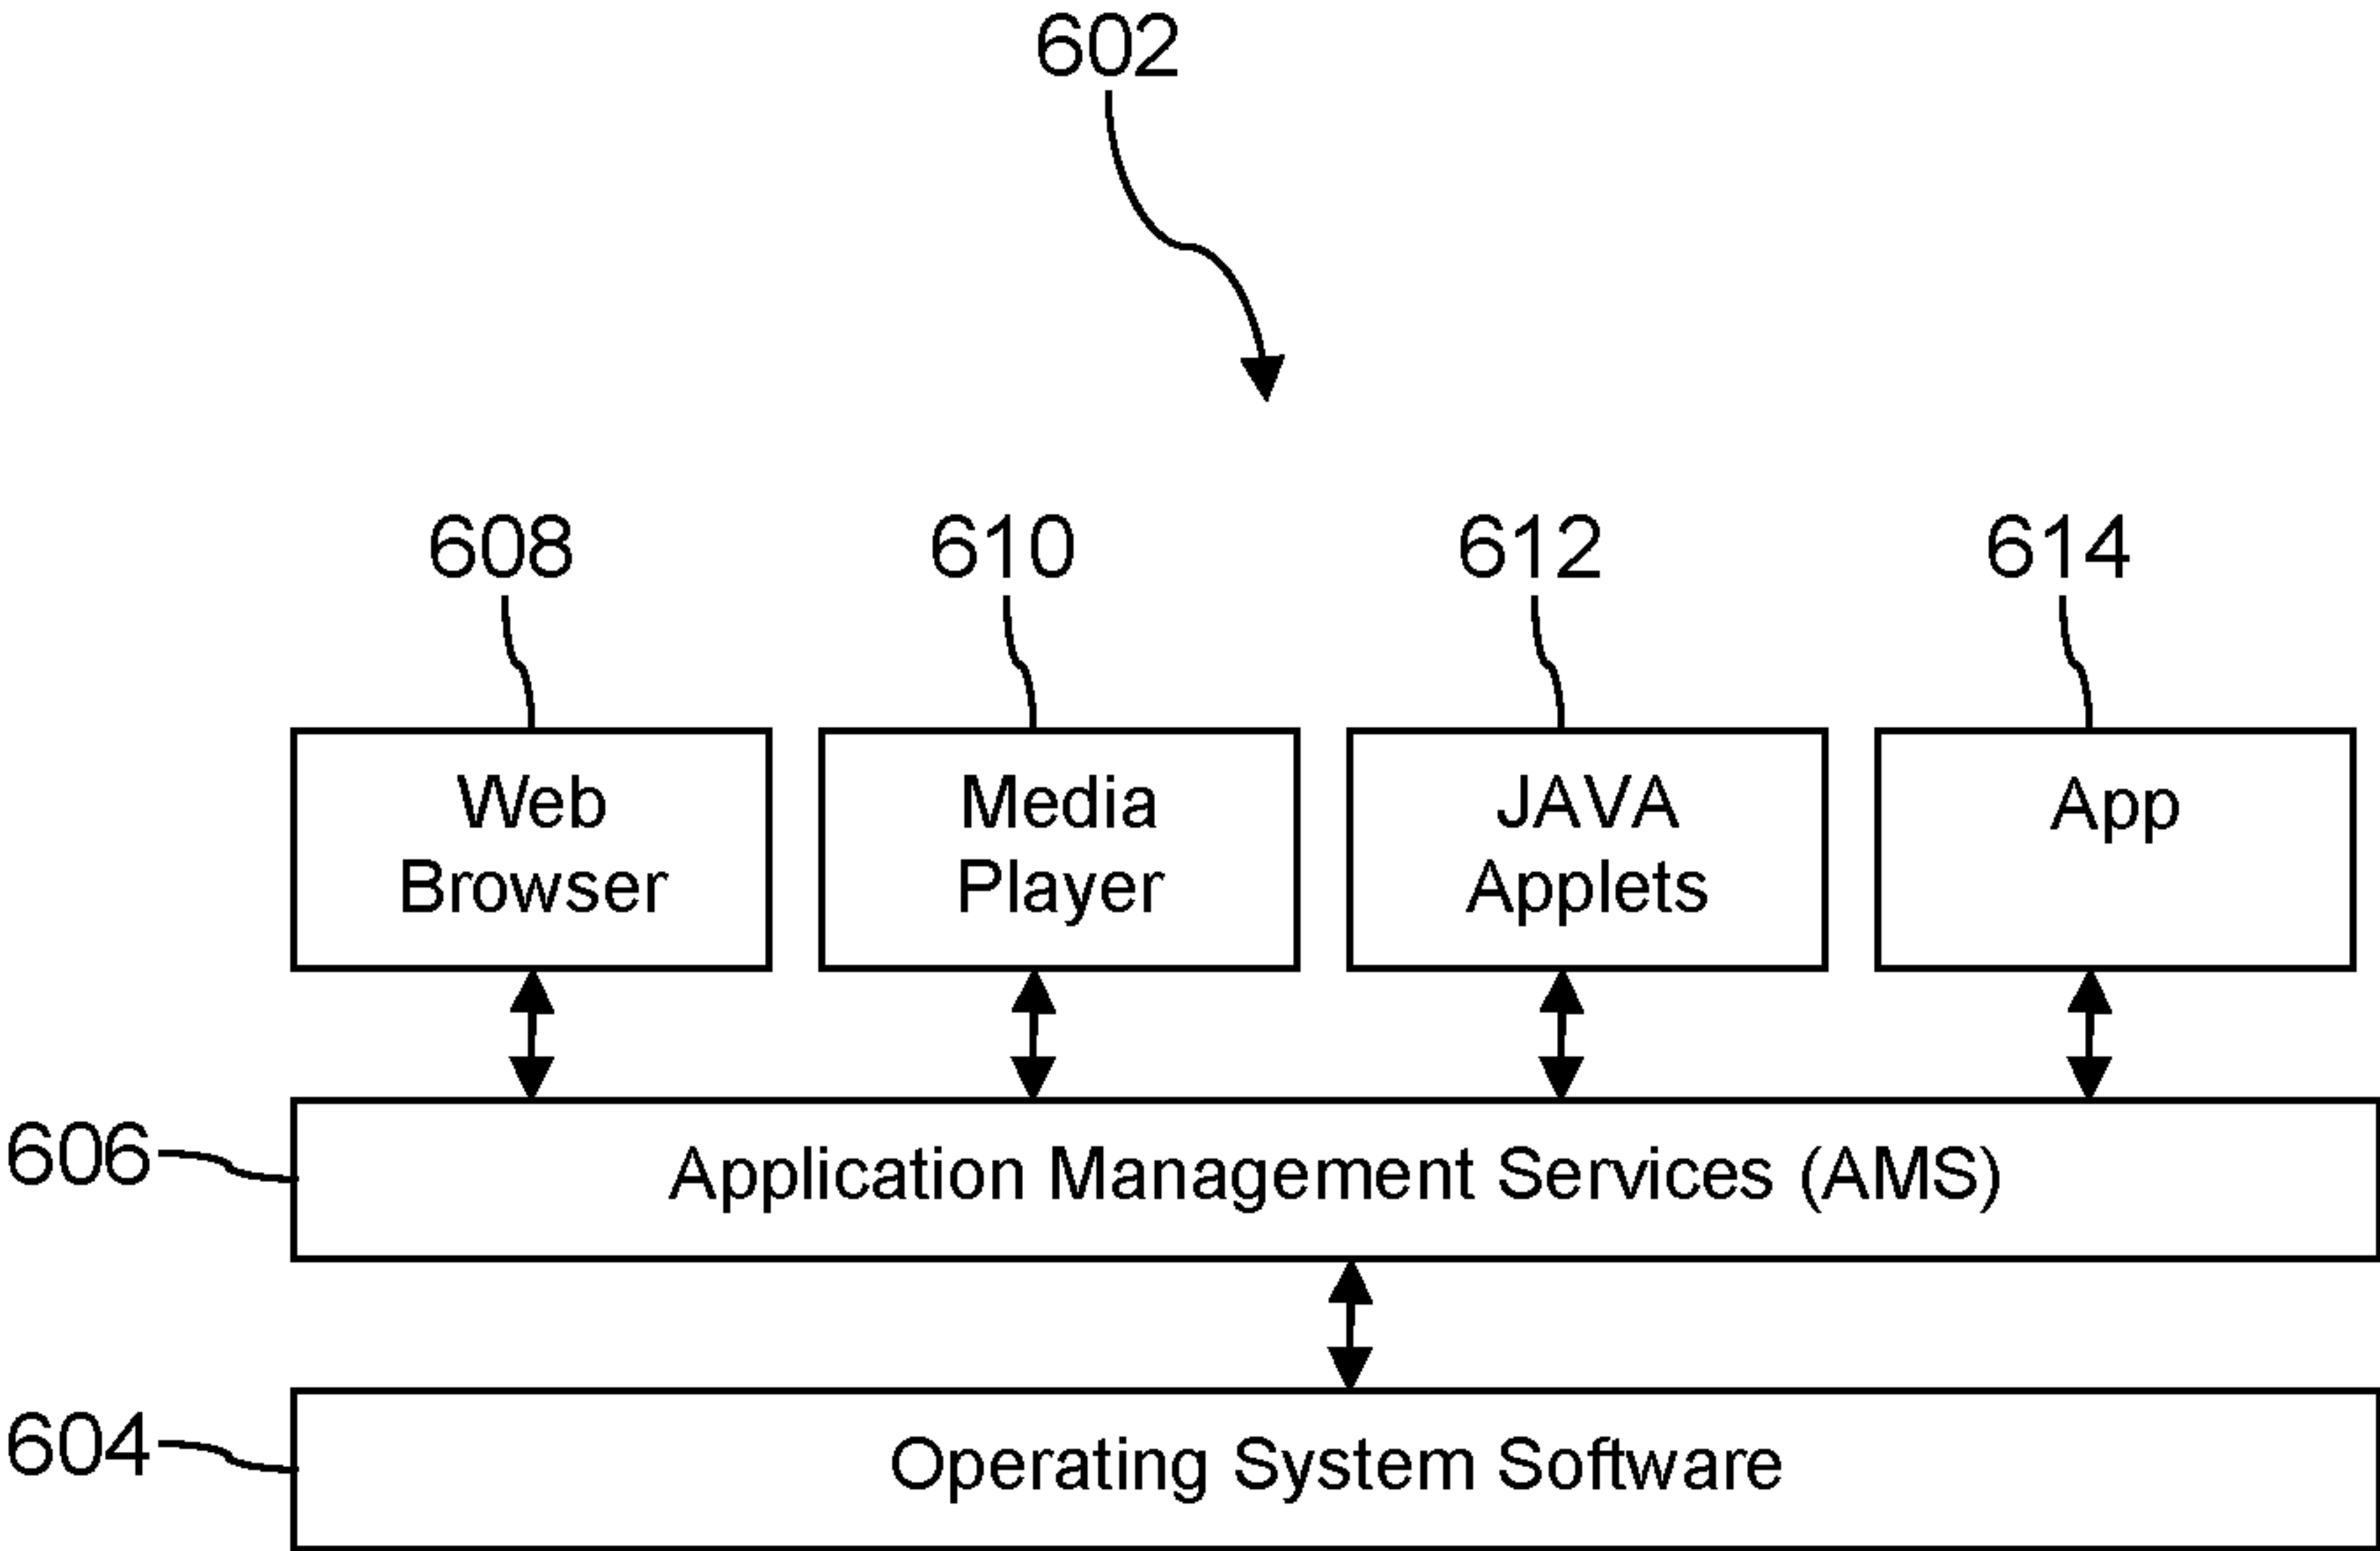 602
608
610
612
614
Web
Browser
Media
Player
JAVA
Applets
App
606
Application Management Services (AMS)
604
Operating System Software